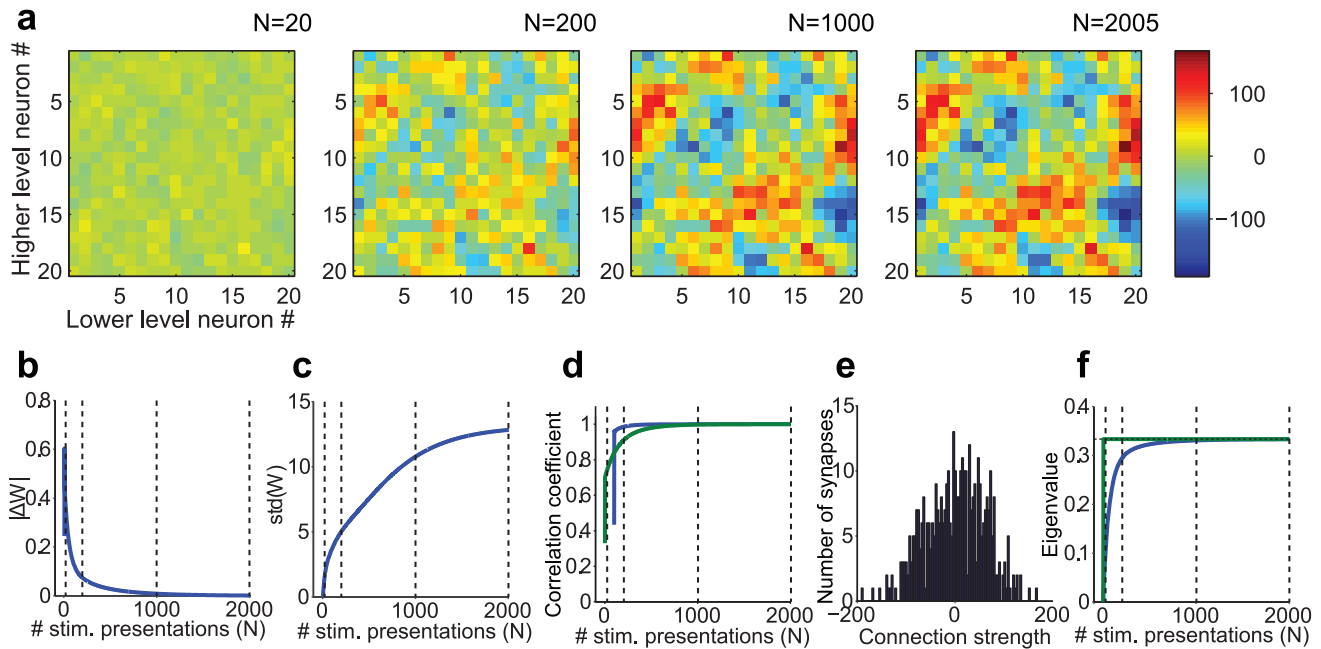 a
N=20
N=200
N=1000
N=2005
Higher level neuron #
5
10
15
20
5 10 15 20
Lower level neuron #
5
10
15
20
5 10 15 20
5
10
15
20
5 10 15 20
5
10
15
20
5 10 15 20
100
0
−100
b
|ΔW|
0.8
0.6
0.4
0.2
0
0 1000 2000
# stim. presentations (N)
c
std(W)
15
10
5
0
0 1000 2000
# stim. presentations (N)
d
Correlation coefficient
1
0.8
0.6
0.4
0.2
0
0 1000 2000
# stim. presentations (N)
e
Number of synapses
15
10
5
0
−200 0 200
Connection strength
f
Eigenvalue
0.4
0.3
0.2
0.1
0
0 1000 2000
# stim. presentations (N)